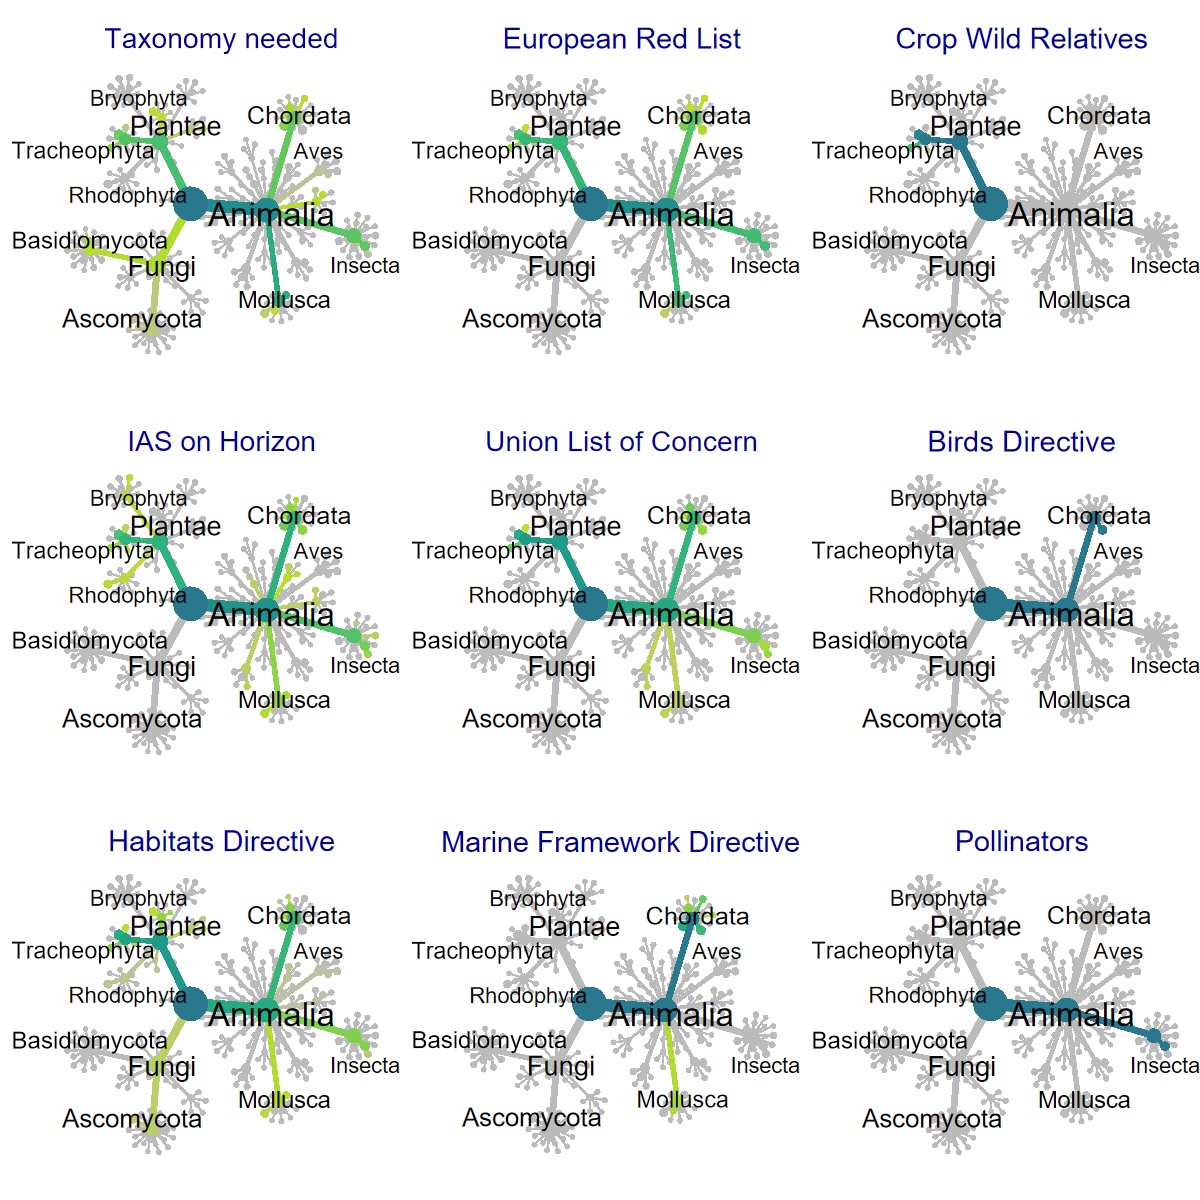 Taxonomy needed
Bryophyta
Plantae
Chordata
Tracheophyta
Aves
Rhodophyta
Animalia
Basidiomycota
Fungi
Insecta
Mollusca
Ascomycota
European Red List
Bryophyta
Plantae
Chordata
Tracheophyta
Aves
Rhodophyta
Animalia
Basidiomycota
Fungi
Insecta
Mollusca
Ascomycota
Crop Wild Relatives
Bryophyta
Plantae
Chordata
Tracheophyta
Aves
Rhodophyta
Animalia
Basidiomycota
Fungi
Insecta
Mollusca
Ascomycota
IAS on Horizon
Bryophyta
Plantae
Chordata
Tracheophyta
Aves
Rhodophyta
Animalia
Basidiomycota
Fungi
Insecta
Mollusca
Ascomycota
Union List of Concern
Bryophyta
Plantae
Chordata
Tracheophyta
Aves
Rhodophyta
Animalia
Basidiomycota
Fungi
Insecta
Mollusca
Ascomycota
Birds Directive
Bryophyta
Plantae
Chordata
Tracheophyta
Aves
Rhodophyta
Animalia
Basidiomycota
Fungi
Insecta
Mollusca
Ascomycota
Habitats Directive
Bryophyta
Plantae
Chordata
Tracheophyta
Aves
Rhodophyta
Animalia
Basidiomycota
Fungi
Insecta
Mollusca
Ascomycota
Marine Framework Directive
Bryophyta
Plantae
Chordata
Tracheophyta
Aves
Rhodophyta
Animalia
Basidiomycota
Fungi
Insecta
Mollusca
Ascomycota
Pollinators
Bryophyta
Plantae
Chordata
Tracheophyta
Aves
Rhodophyta
Animalia
Basidiomycota
Fungi
Insecta
Mollusca
Ascomycota